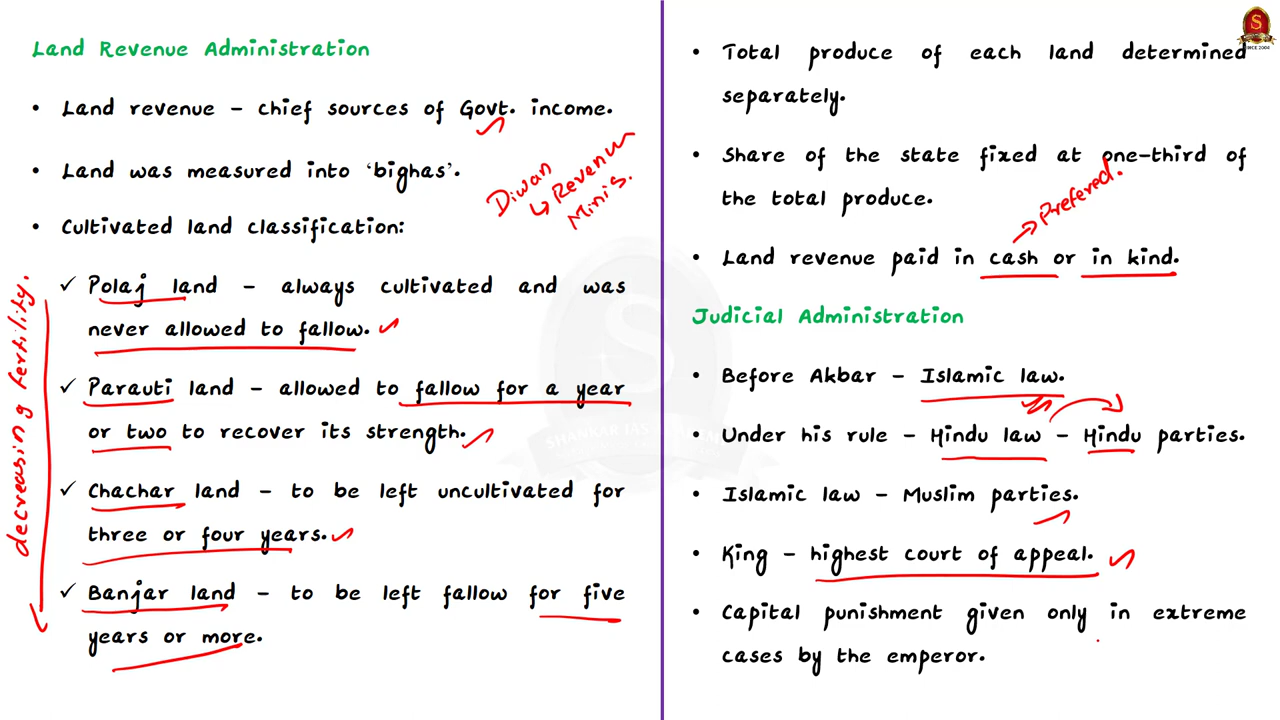 Land Revenue Administration
• Land revenue – chief sources of Govt. income.
• Land was measured into ‘bighas’.
Diwan
↳ Revenue
Minis.
• Cultivated land classification:
decreasing fertility.
✓ Polaj land – always cultivated and was
never allowed to fallow.
✓ Parauti land – allowed to fallow for a year
or two to recover its strength.
✓ Chachar land – to be left uncultivated for
three or four years.
✓ Banjar land – to be left fallow for five
years or more.
• Total produce of each land determined
separately.
• Share of the state fixed at one-third of
the total produce.
→ Prefered.
• Land revenue paid in cash or in kind.
Judicial Administration
• Before Akbar – Islamic law.
• Under his rule – Hindu law – Hindu parties.
• Islamic law – Muslim parties.
• King – highest court of appeal.
• Capital punishment given only in extreme
cases by the emperor.
S
SINCE 2004
SHANKAR IAS ACADEMY